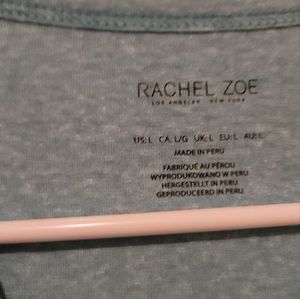 RACHEL ZOE
LOS ANGELES NEW YORK
US: L CA: L/G UK: L EU: L AU: L
MADE IN PERU
FABRIQUÉ AU PÉROU
WYPRODUKOWANO W PERU
HERGESTELLT IN PERU
GEPRODUCEERD IN PERU